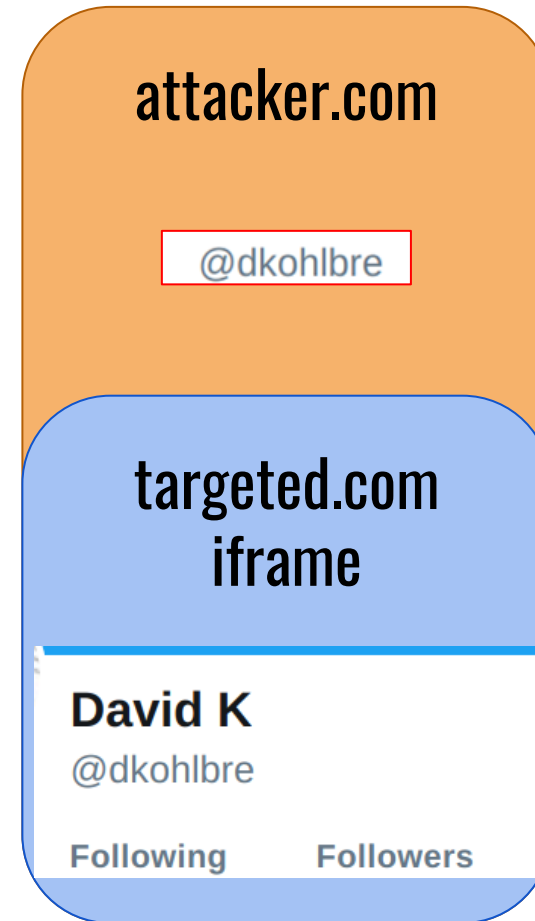 attacker.com
@dkohlbre
targeted.com
iframe
David K
@dkohlbre
Following Followers